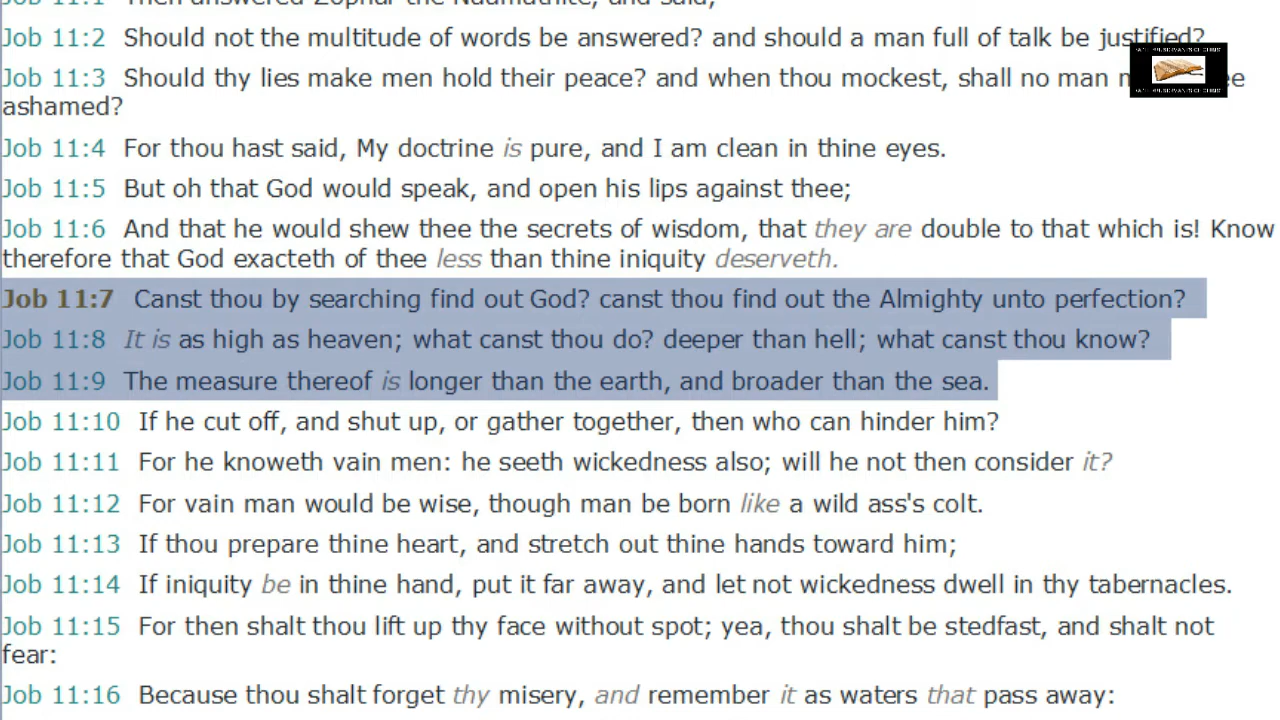 Job 11:1 Then answered Zophar the Naamathite, and said,
Job 11:2 Should not the multitude of words be answered? and should a man full of talk be justified?
Job 11:3 Should thy lies make men hold their peace? and when thou mockest, shall no man
ashamed?
Job 11:4 For thou hast said, My doctrine is pure, and I am clean in thine eyes.
Job 11:5 But oh that God would speak, and open his lips against thee;
Job 11:6 And that he would shew thee the secrets of wisdom, that they are double to that which is! Know
therefore that God exacteth of thee less than thine iniquity deserveth.
Job 11:7 Canst thou by searching find out God? canst thou find out the Almighty unto perfection?
Job 11:8 It is as high as heaven; what canst thou do? deeper than hell; what canst thou know?
Job 11:9 The measure thereof is longer than the earth, and broader than the sea.
Job 11:10 If he cut off, and shut up, or gather together, then who can hinder him?
Job 11:11 For he knoweth vain men: he seeth wickedness also; will he not then consider it?
Job 11:12 For vain man would be wise, though man be born like a wild ass's colt.
Job 11:13 If thou prepare thine heart, and stretch out thine hands toward him;
Job 11:14 If iniquity be in thine hand, put it far away, and let not wickedness dwell in thy tabernacles.
Job 11:15 For then shalt thou lift up thy face without spot; yea, thou shalt be stedfast, and shalt not
fear:
Job 11:16 Because thou shalt forget thy misery, and remember it as waters that pass away: